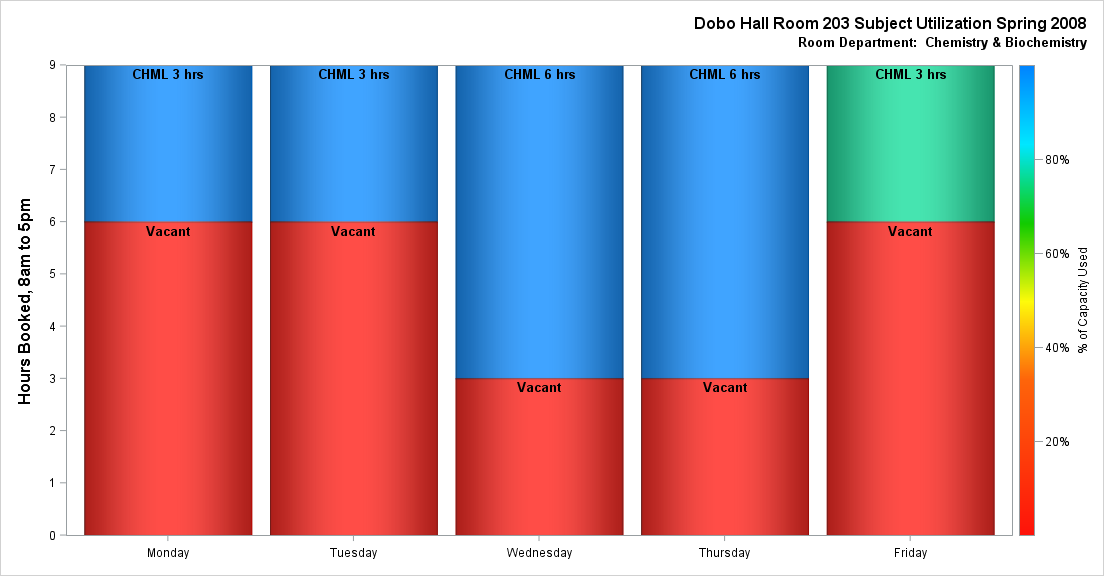 Dobo Hall Room 203 Subject Utilization Spring 2008
Room Department:  Chemistry & Biochemistry
Hours Booked, 8am to 5pm
9
8
7
6
5
4
3
2
1
0
CHML 3 hrs
Vacant
CHML 3 hrs
Vacant
CHML 6 hrs
Vacant
CHML 6 hrs
Vacant
CHML 3 hrs
Vacant
Monday
Tuesday
Wednesday
Thursday
Friday
80%
60%
40%
20%
% of Capacity Used